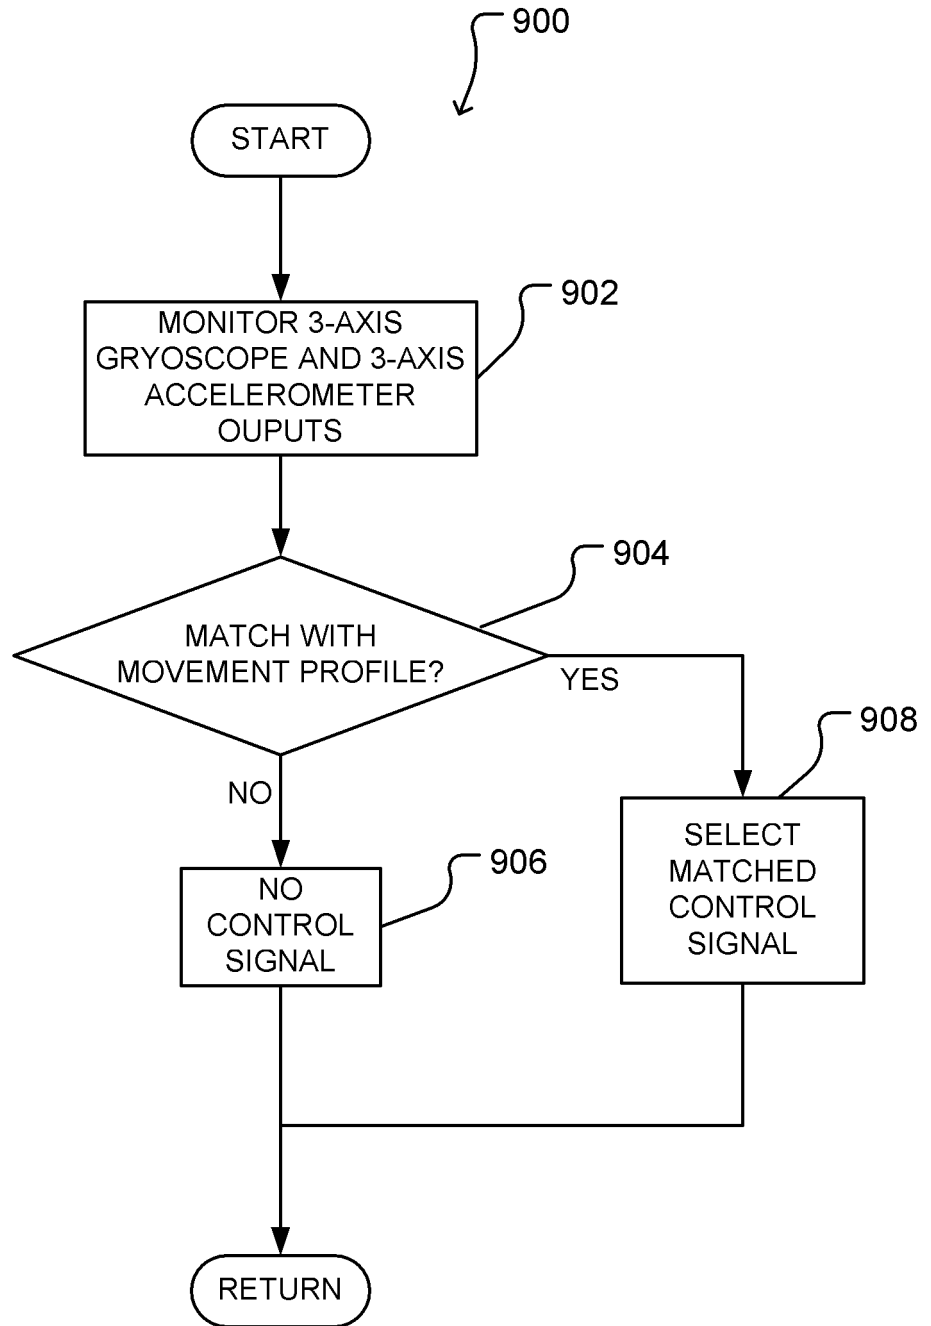 900
START
902
MONITOR 3-AXIS
GRYOSCOPE AND 3-AXIS
ACCELEROMETER
OUPUTS
904
MATCH WITH
MOVEMENT PROFILE?
YES
908
NO
SELECT
MATCHED
CONTROL
SIGNAL
906
NO
CONTROL
SIGNAL
RETURN